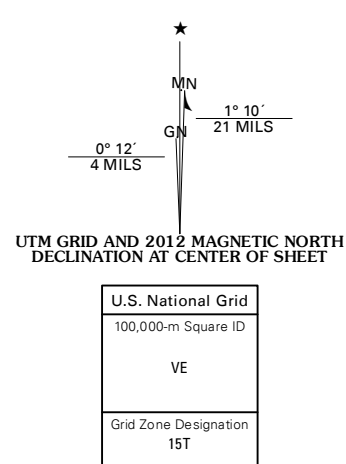 ★
MN
1° 10´
21 MILS
GN
0° 12´
4 MILS
UTM GRID AND 2012 MAGNETIC NORTH
DECLINATION AT CENTER OF SHEET
U.S. National Grid
100,000-m Square ID
VE
Grid Zone Designation
15T